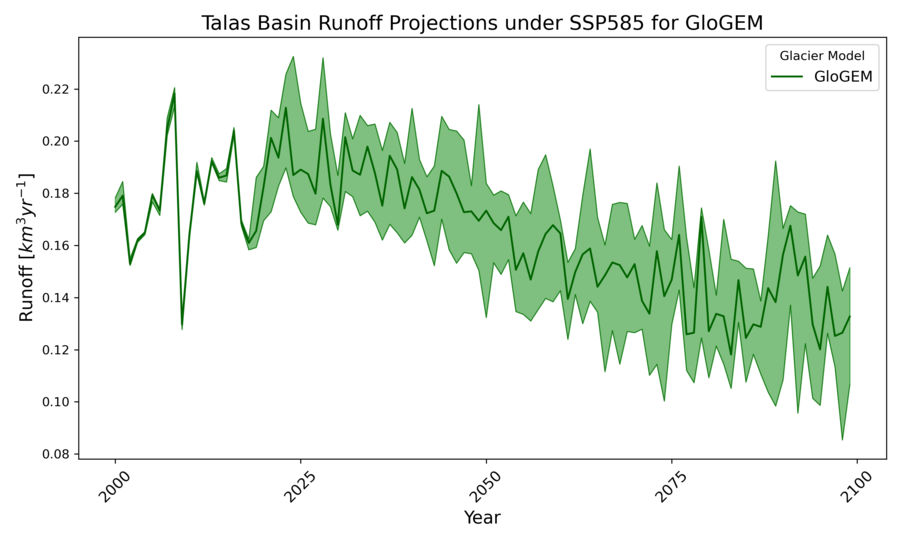 Talas Basin Runoff Projections under SSP585 for GloGEM
Glacier Model
GloGEM
Runoff [km³yr⁻¹]
0.22
0.20
0.18
0.16
0.14
0.12
0.10
0.08
2000
2025
2050
2075
2100
Year